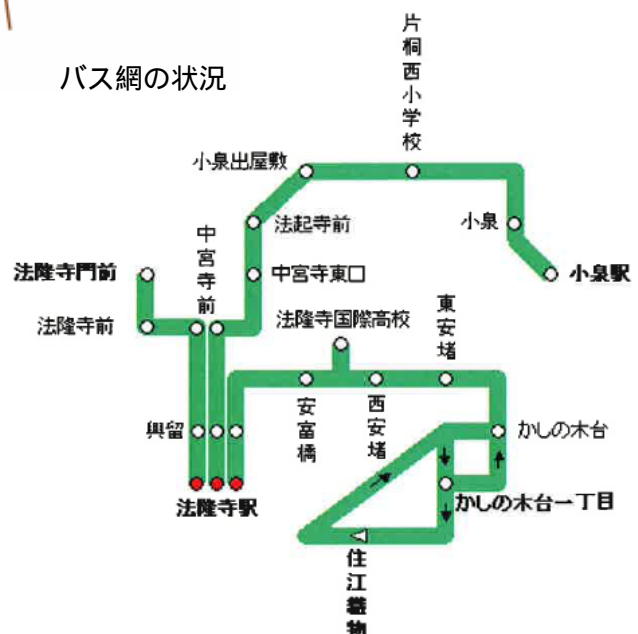 バス網の状況
片桐西小学校
小泉出屋敷
法起寺前
小泉
中宮寺前
法隆寺門前
中宮寺東口
小泉駅
法隆寺前
法隆寺国際高校
東安堵
安富橋
西安堵
興留
かしの木台
法隆寺駅
かしの木台一丁目
住江織物